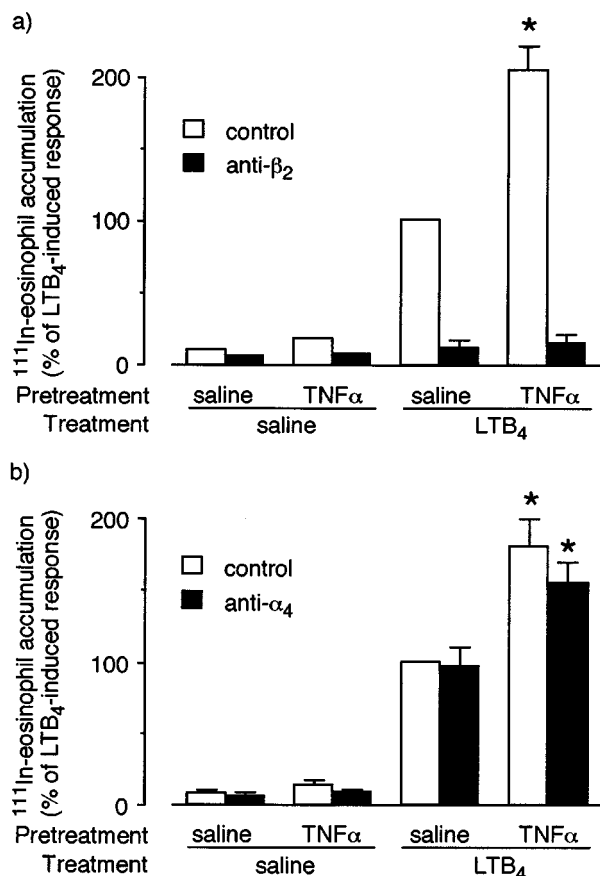 a)
¹¹¹In-eosinophil accumulation
(% of LTB₄-induced response)
200
100
0
*
control
anti-β₂
Pretreatment saline TNFα saline TNFα
Treatment saline LTB₄
b)
¹¹¹In-eosinophil accumulation
(% of LTB₄-induced response)
200
100
0
* *
control
anti-α₄
Pretreatment saline TNFα saline TNFα
Treatment saline LTB₄